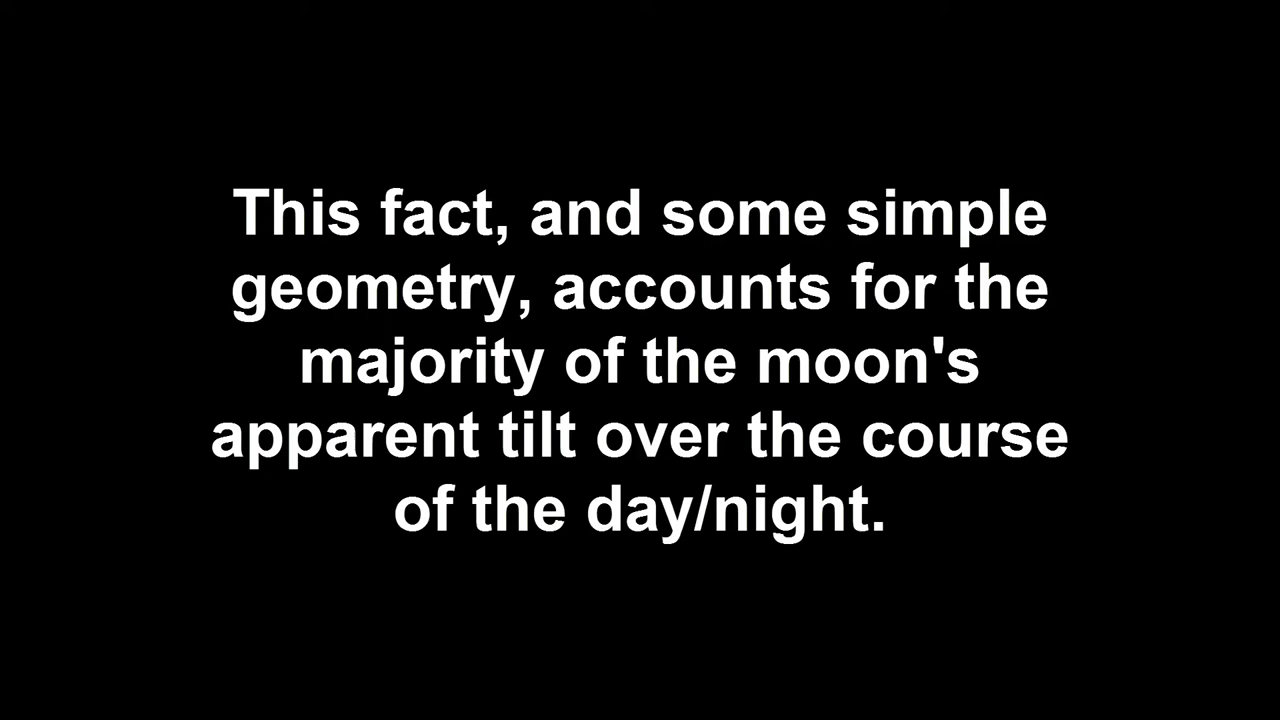 This fact, and some simple
geometry, accounts for the
majority of the moon's
apparent tilt over the course
of the day/night.